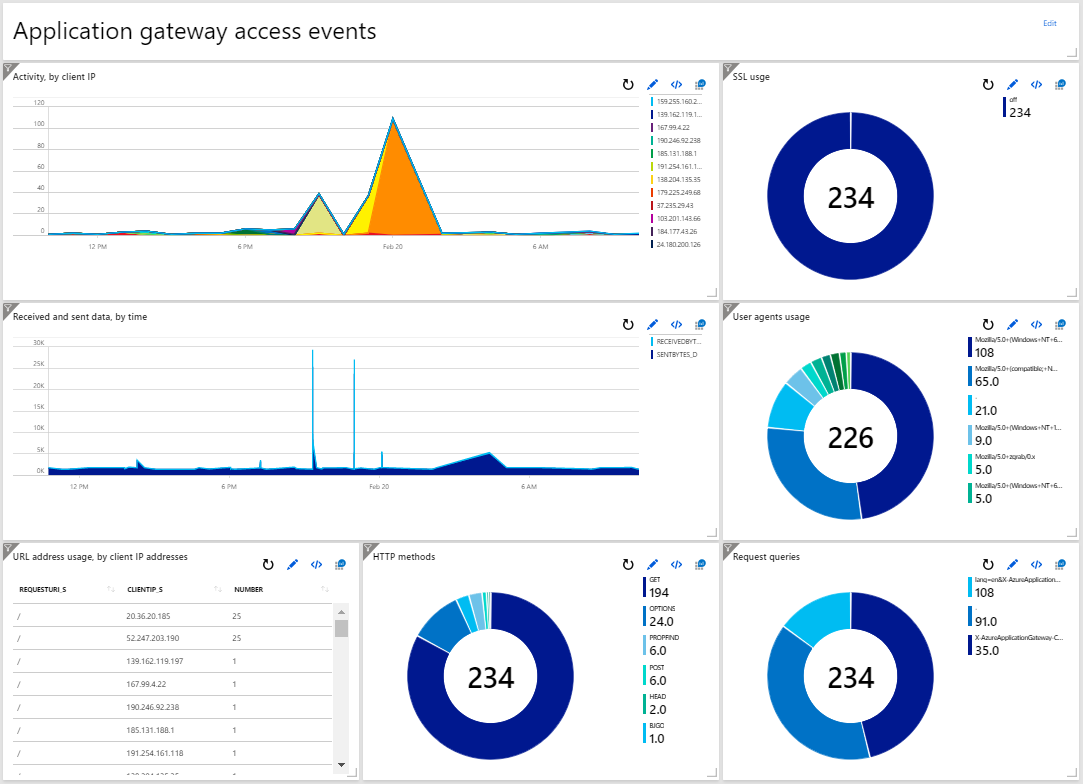 Application gateway access events
Edit
Activity, by client IP
120
100
80
60
40
20
0
12 PM
6 PM
Feb 20
6 AM
159.255.160.2...
139.162.119.1...
167.99.4.22
190.246.92.238
185.131.188.1
191.254.161.1...
138.204.135.35
179.225.249.68
37.235.29.43
103.201.143.66
184.177.43.26
24.180.200.126
SSL usge
off
234
234
Received and sent data, by time
30K
25K
20K
15K
10K
5K
0K
12 PM
6 PM
Feb 20
6 AM
RECEIVEDBYT...
SENTBYTES_D
User agents usage
226
Mozilla/5.0+(Windows+NT+6...
108
Mozilla/5.0+(compatible;+N...
65.0
21.0
Mozilla/5.0+(Windows+NT+1...
9.0
Mozilla/5.0+zgrab/0.x
5.0
Mozilla/5.0+(Windows+NT+6...
5.0
URL address usage, by client IP addresses
REQUESTURI_S CLIENTIP_S NUMBER
/ 20.36.20.185 25
/ 52.247.203.190 25
/ 139.162.119.197 1
/ 167.99.4.22 1
/ 190.246.92.238 1
/ 185.131.188.1 1
/ 191.254.161.118 1
HTTP methods
234
GET
194
OPTIONS
24.0
PROPFIND
6.0
POST
6.0
HEAD
2.0
BJGO
1.0
Request queries
234
lang=en&X-AzureApplication...
108
91.0
X-AzureApplicationGateway-C...
35.0